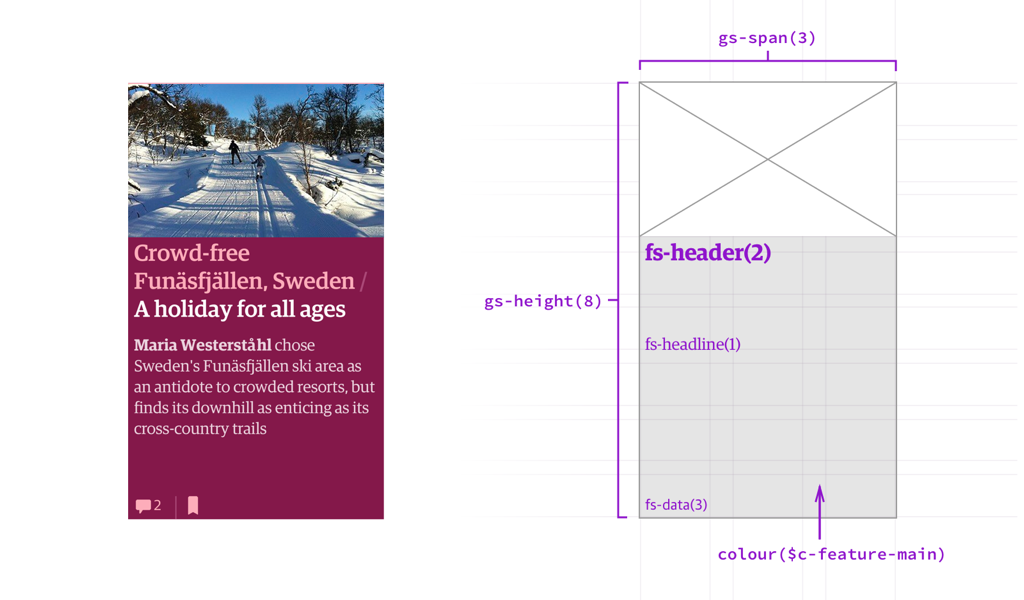 Crowd-free
Funäsfjällen, Sweden /
A holiday for all ages
Maria Westerståhl chose
Sweden's Funäsfjällen ski area as
an antidote to crowded resorts, but
finds its downhill as enticing as its
cross-country trails
2
gs-span(3)
gs-height(8)
fs-header(2)
fs-headline(1)
fs-data(3)
colour($c-feature-main)